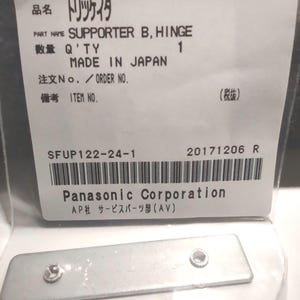 品名 トリツケイタ
PART NAME SUPPORTER B,HINGE
数量 Q'TY 1
MADE IN JAPAN
注文No.／ORDER NO.
備考 ITEM NO. (税抜)
SFUP122-24-1 20171206 R
Panasonic Corporation
AP社 サービスパーツ部(AV)